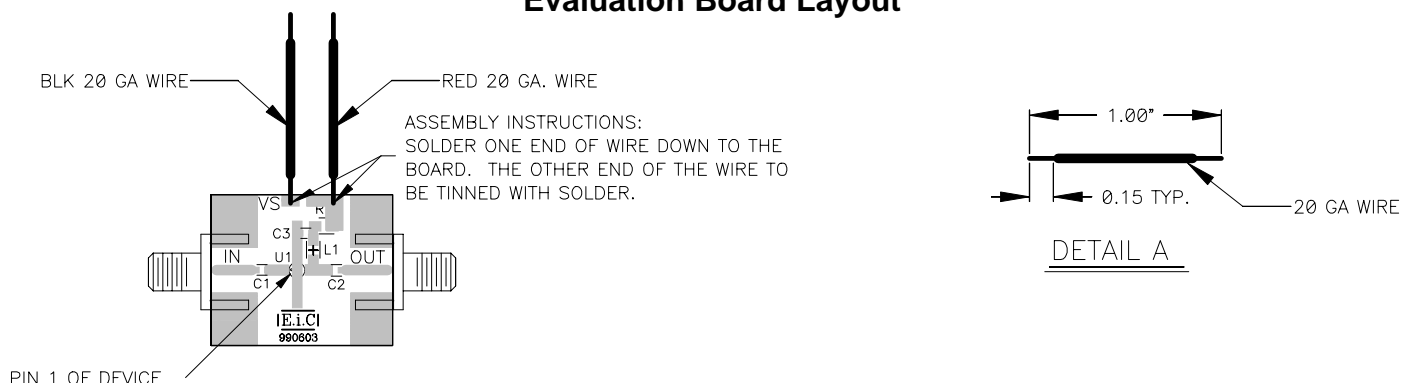 Evaluation Board Layout
BLK 20 GA WIRE
RED 20 GA. WIRE
ASSEMBLY INSTRUCTIONS:
SOLDER ONE END OF WIRE DOWN TO THE
BOARD. THE OTHER END OF THE WIRE TO
BE TINNED WITH SOLDER.
VS
R
C3
L1
IN
U1
OUT
C1
C2
E.i.C
990603
PIN 1 OF DEVICE
1.00"
0.15 TYP.
20 GA WIRE
DETAIL A